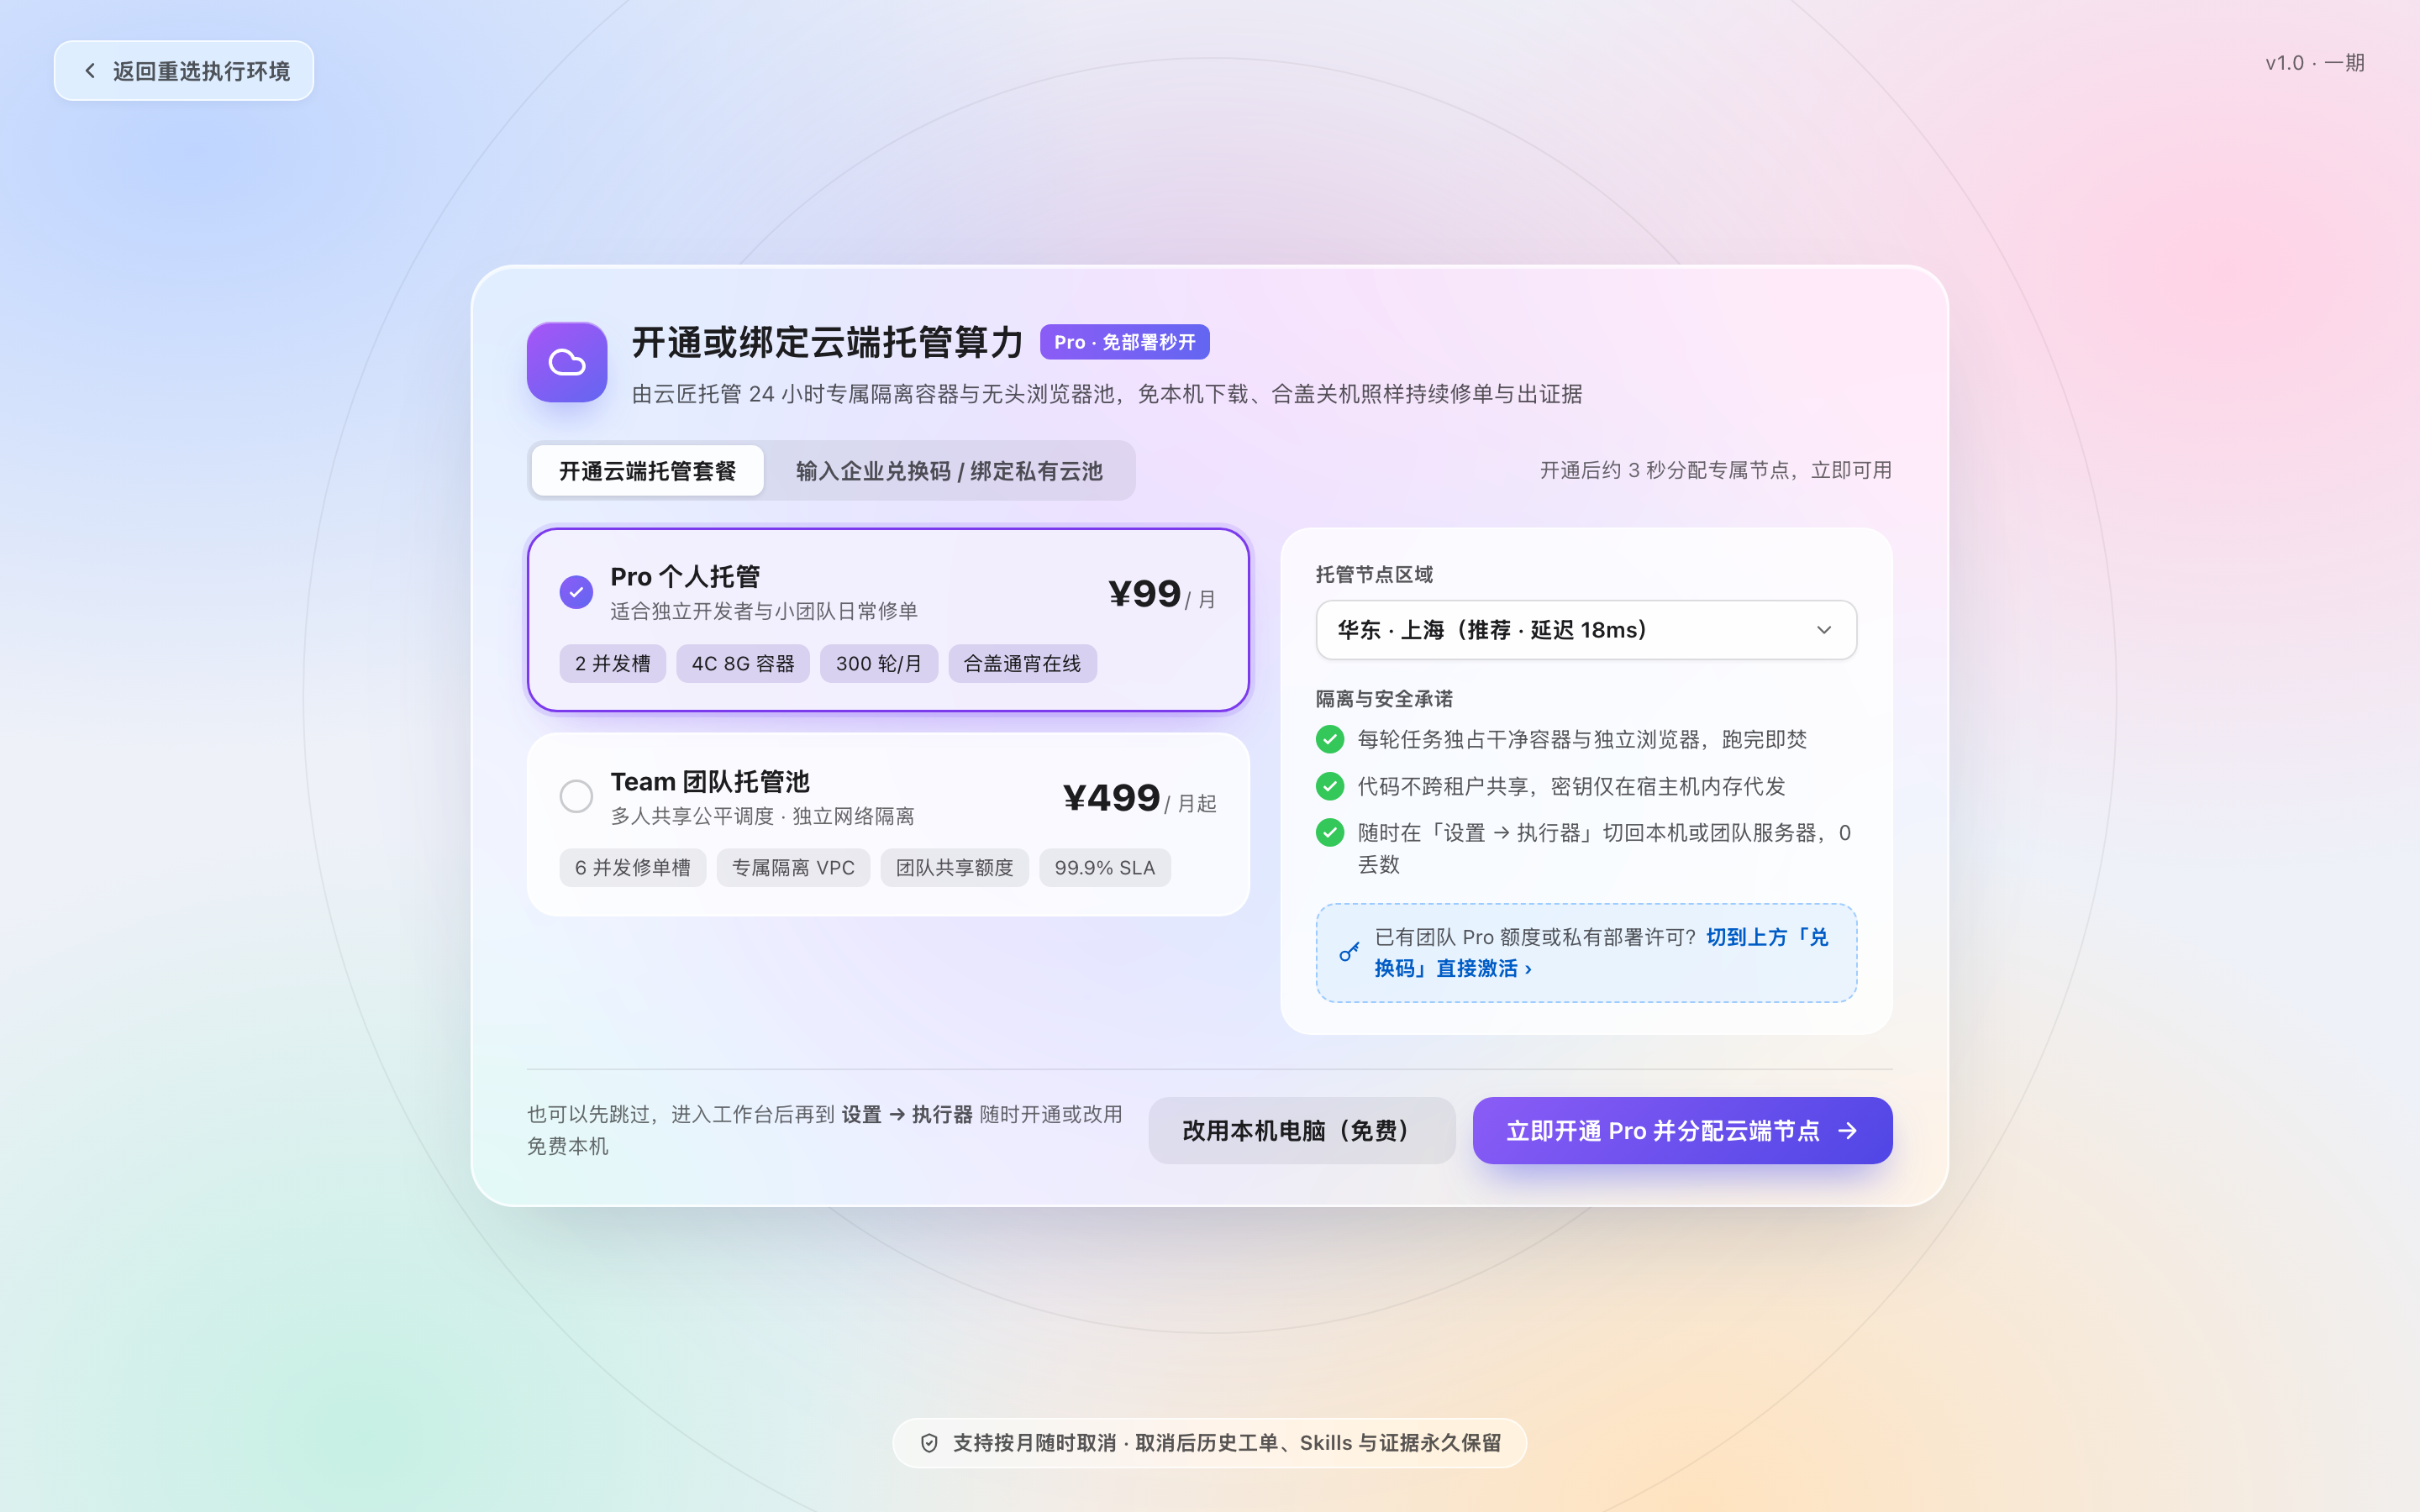 返回重选执行环境
v1.0 · 一期
开通或绑定云端托管算力
Pro · 免部署秒开
由云匠托管 24 小时专属隔离容器与无头浏览器池，免本机下载、合盖关机照样持续修单与出证据
开通云端托管套餐
输入企业兑换码 / 绑定私有云池
开通后约 3 秒分配专属节点，立即可用
Pro 个人托管
适合独立开发者与小团队日常修单
¥99 / 月
2 并发槽
4C 8G 容器
300 轮/月
合盖通宵在线
Team 团队托管池
多人共享公平调度 · 独立网络隔离
¥499 / 月起
6 并发修单槽
专属隔离 VPC
团队共享额度
99.9% SLA
托管节点区域
华东 · 上海（推荐 · 延迟 18ms）
隔离与安全承诺
每轮任务独占干净容器与独立浏览器，跑完即焚
代码不跨租户共享，密钥仅在宿主机内存代发
随时在「设置 → 执行器」切回本机或团队服务器，0
丢数
已有团队 Pro 额度或私有部署许可？切到上方「兑
换码」直接激活 ›
也可以先跳过，进入工作台后再到 设置 → 执行器 随时开通或改用
免费本机
改用本机电脑（免费）
立即开通 Pro 并分配云端节点 →
支持按月随时取消 · 取消后历史工单、Skills 与证据永久保留